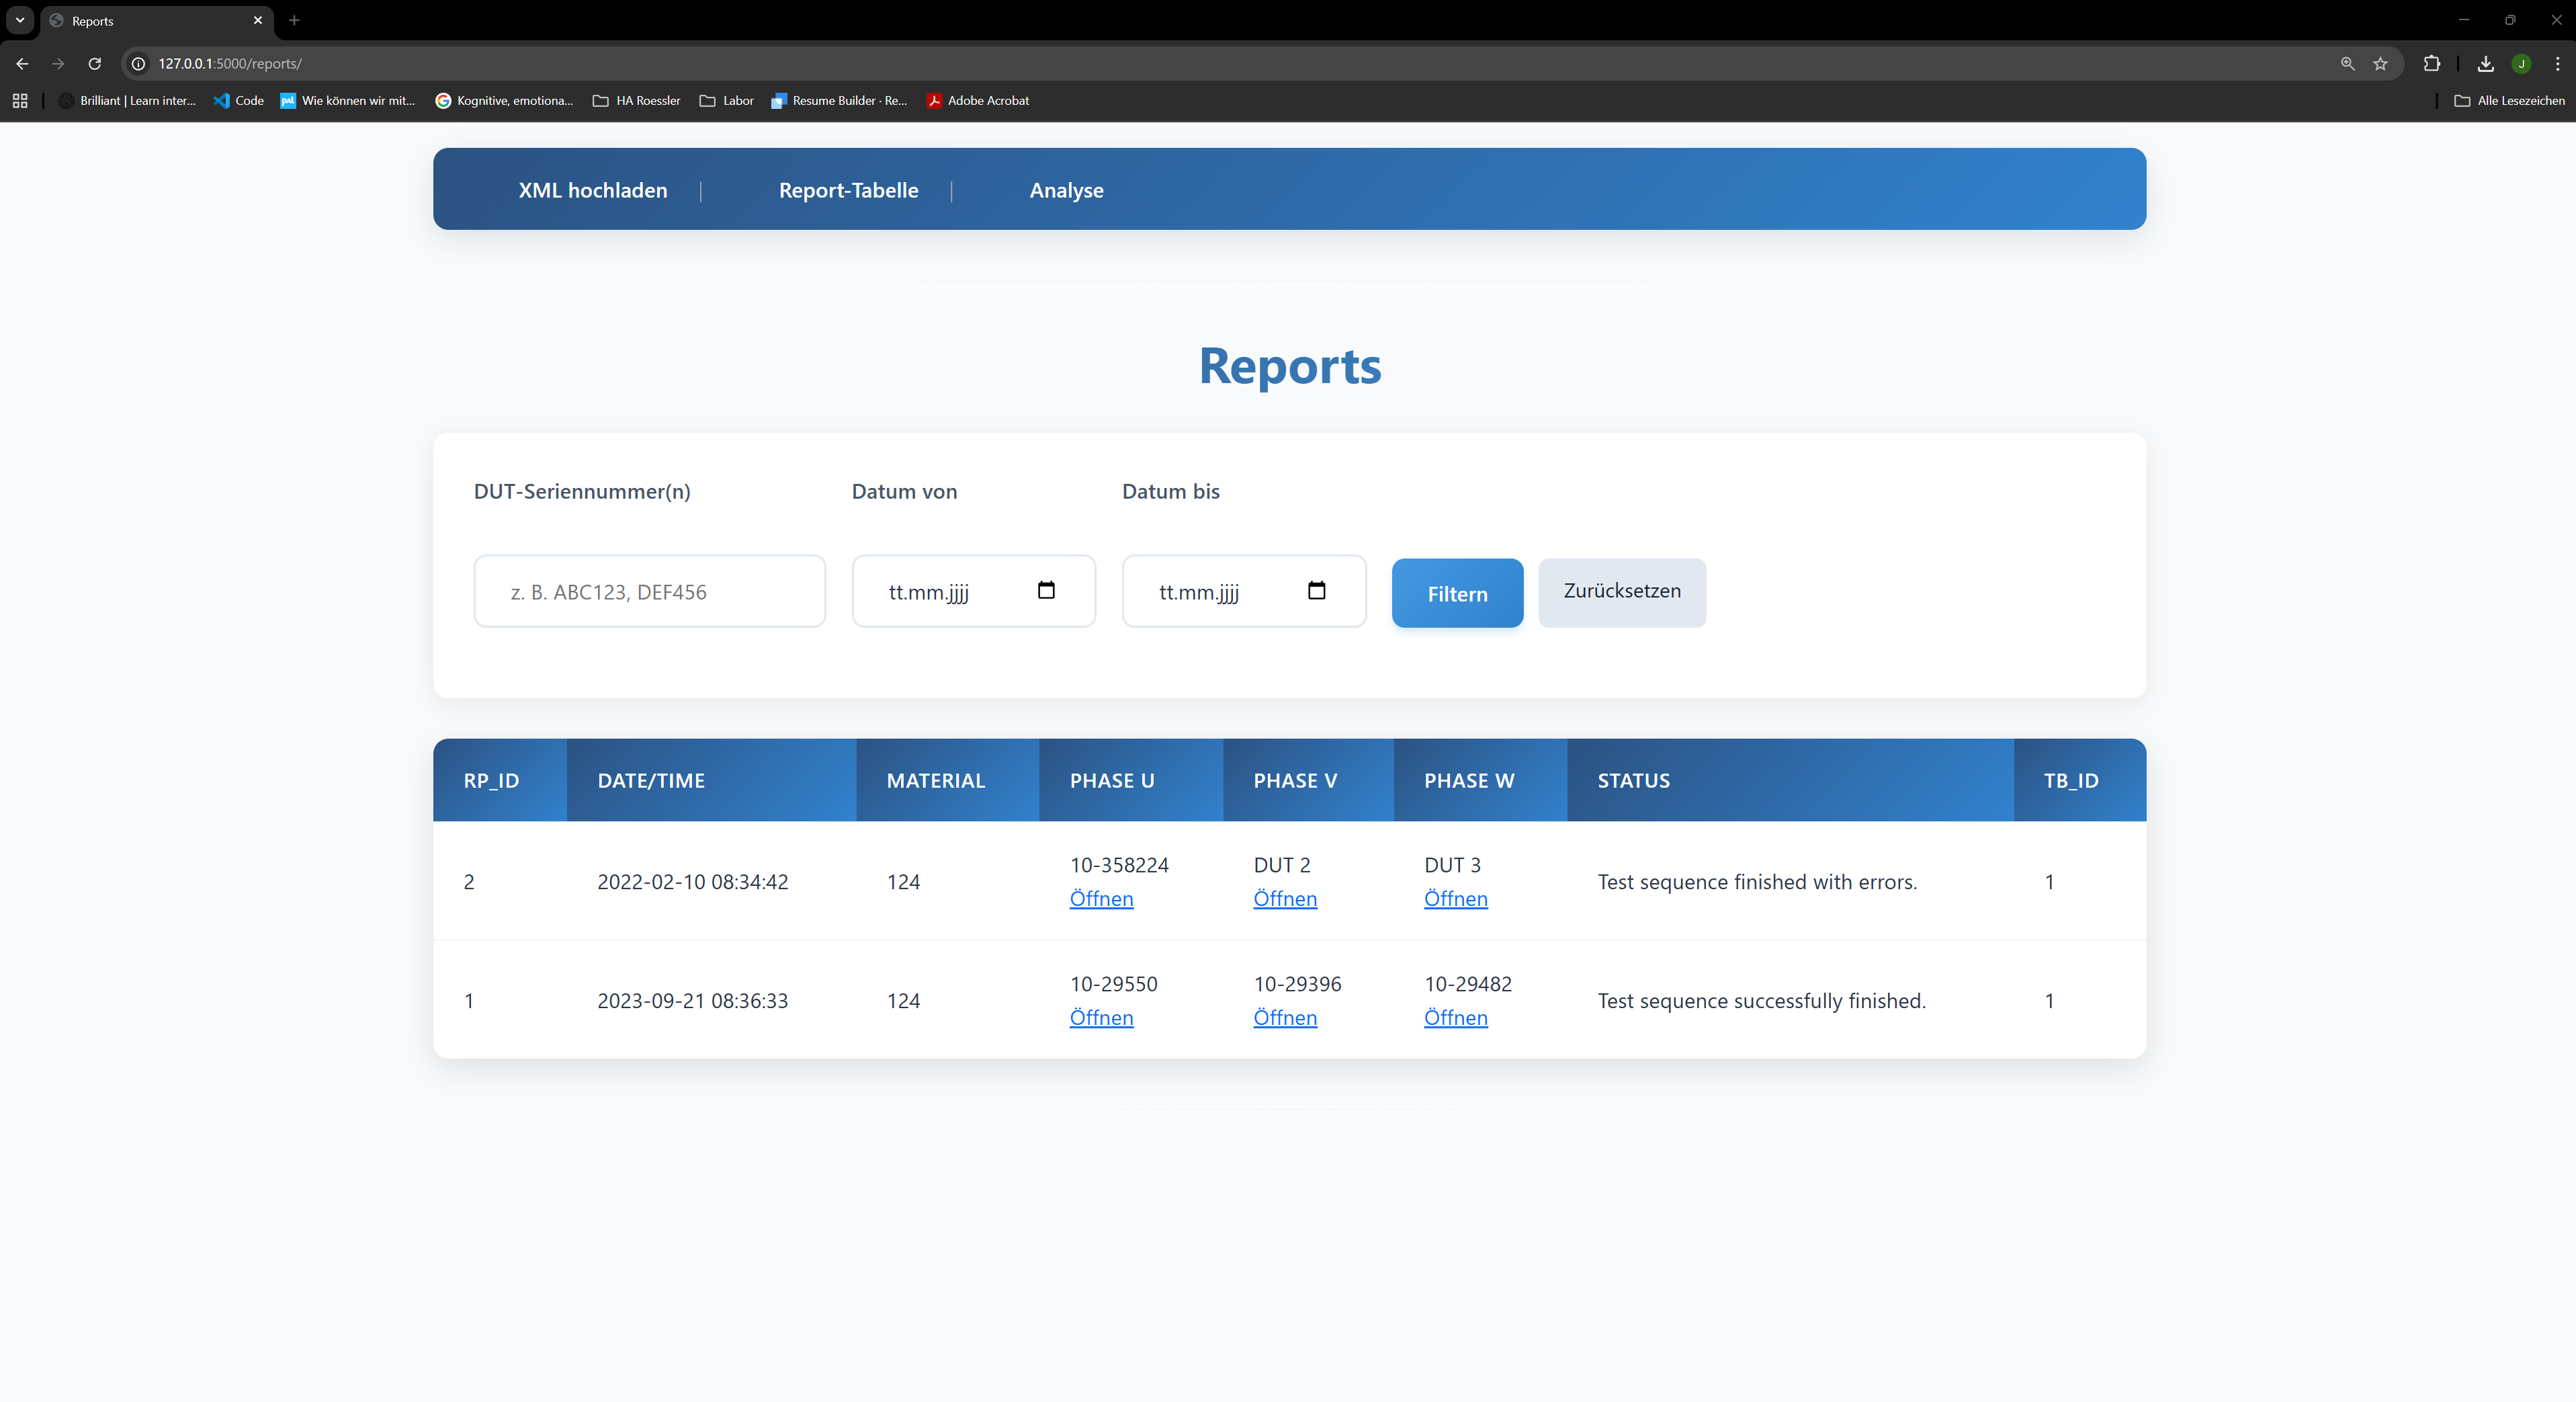 Reports
127.0.0.1:5000/reports/
Brilliant | Learn inter... Code Wie können wir mit... Kognitive, emotiona... HA Roessler Labor Resume Builder · Re... Adobe Acrobat Alle Lesezeichen
XML hochladen | Report-Tabelle | Analyse
Reports
DUT-Seriennummer(n) Datum von Datum bis
z. B. ABC123, DEF456 tt.mm.jjjj tt.mm.jjjj Filtern Zurücksetzen
RP_ID DATE/TIME MATERIAL PHASE U PHASE V PHASE W STATUS TB_ID
2 2022-02-10 08:34:42 124 10-358224 DUT 2 DUT 3 Test sequence finished with errors. 1
Öffnen Öffnen Öffnen
1 2023-09-21 08:36:33 124 10-29550 10-29396 10-29482 Test sequence successfully finished. 1
Öffnen Öffnen Öffnen